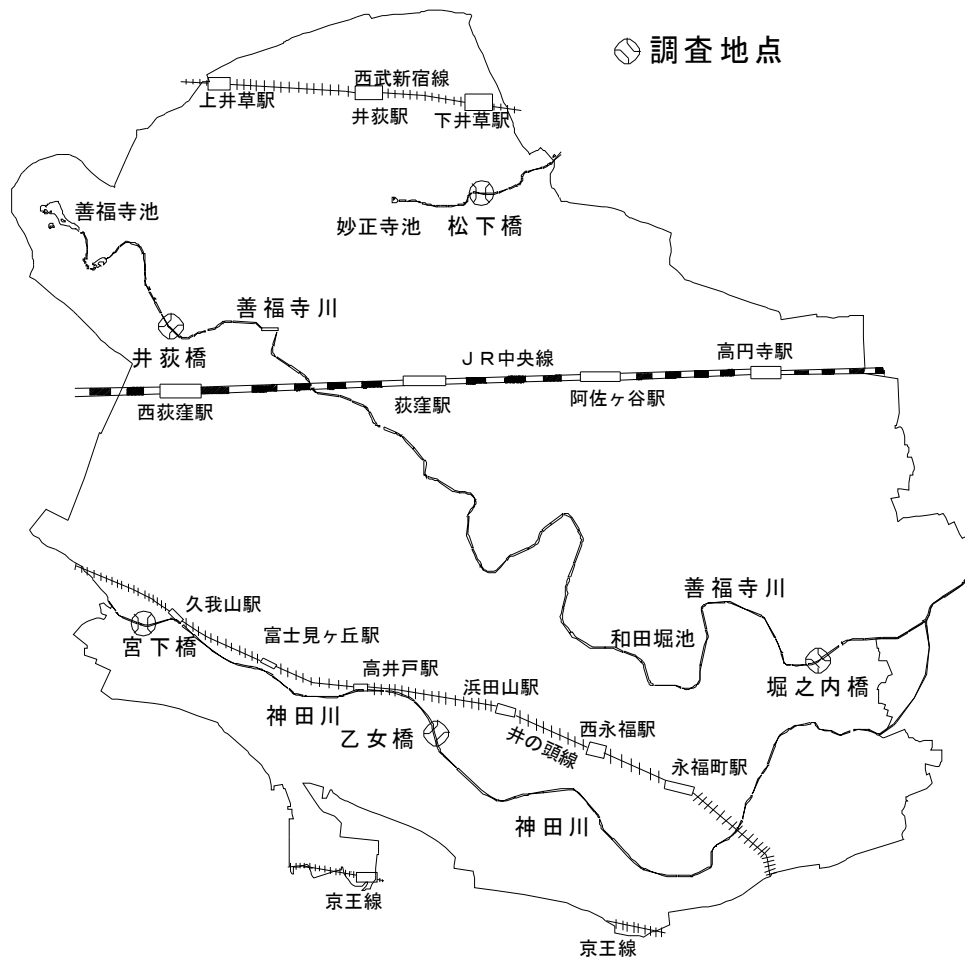 調査地点
西武新宿線
上井草駅
井荻駅
下井草駅
善福寺池
妙正寺池
松下橋
善福寺川
井荻橋
JR中央線
高円寺駅
西荻窪駅
荻窪駅
阿佐ヶ谷駅
善福寺川
久我山駅
宮下橋
富士見ヶ丘駅
和田堀池
高井戸駅
堀之内橋
浜田山駅
神田川
乙女橋
井の頭線
西永福駅
永福町駅
神田川
京王線
京王線